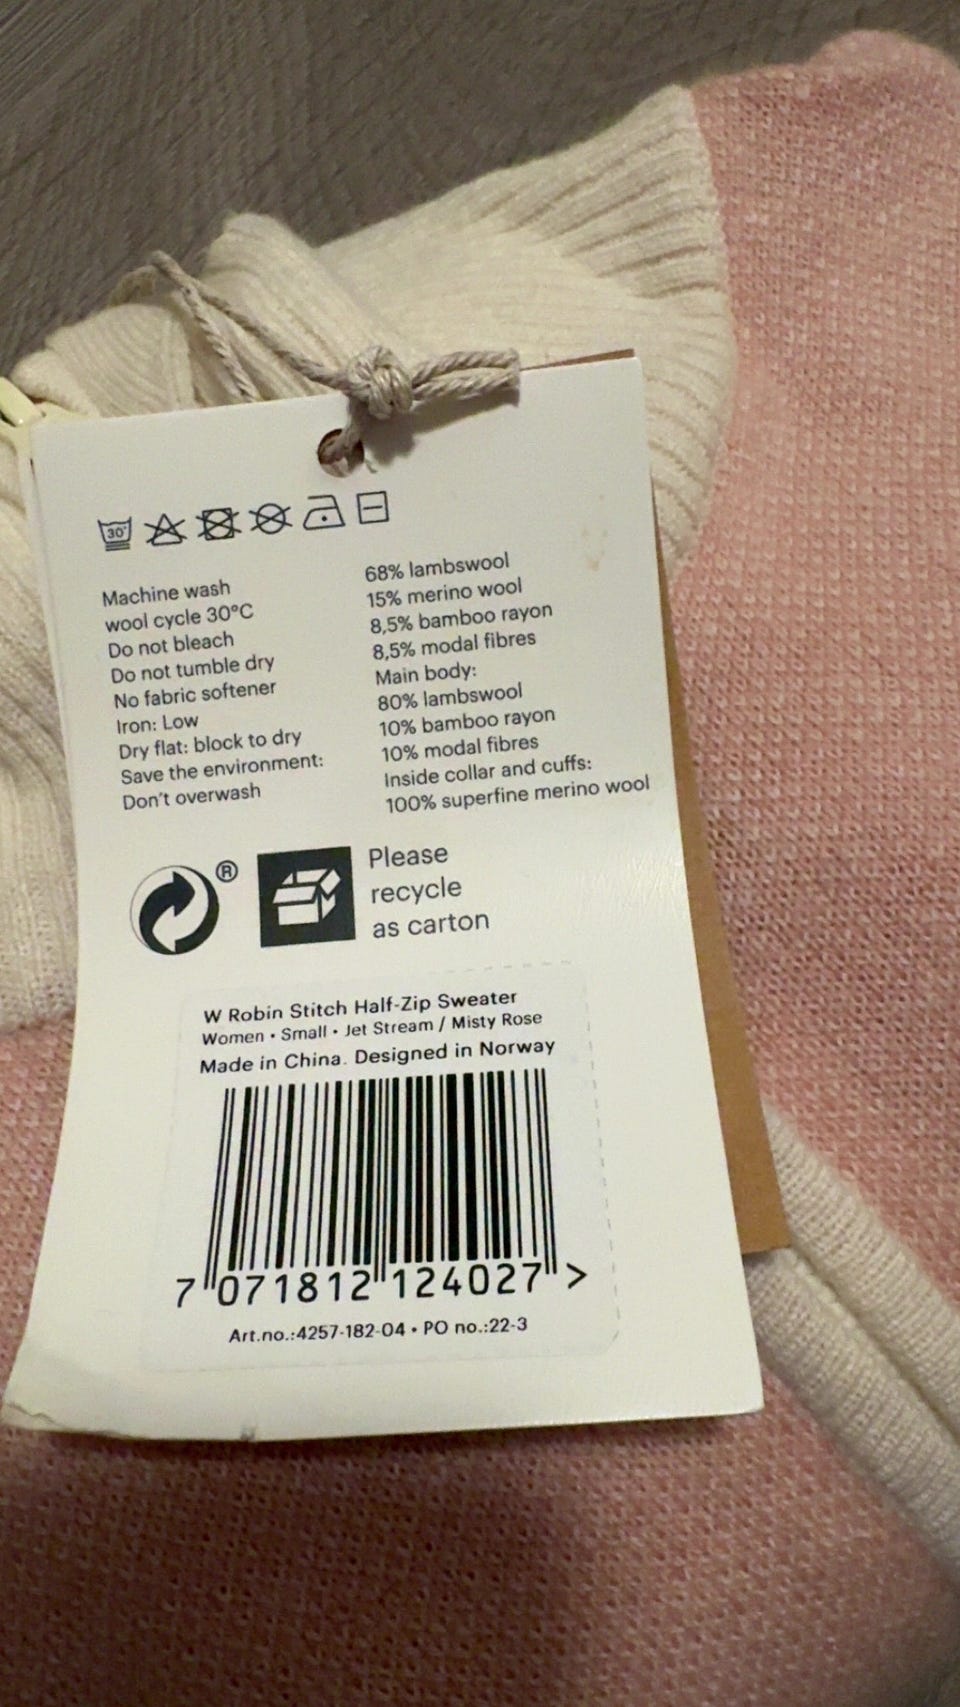 30°
Machine wash
wool cycle 30°C
Do not bleach
Do not tumble dry
No fabric softener
Iron: Low
Dry flat: block to dry
Save the environment:
Don't overwash
68% lambswool
15% merino wool
8,5% bamboo rayon
8,5% modal fibres
Main body:
80% lambswool
10% bamboo rayon
10% modal fibres
Inside collar and cuffs:
100% superfine merino wool
®
Please
recycle
as carton
W Robin Stitch Half-Zip Sweater
Women • Small • Jet Stream / Misty Rose
Made in China. Designed in Norway
7 071812 124027 >
Art.no.:4257-182-04 • PO no.:22-3